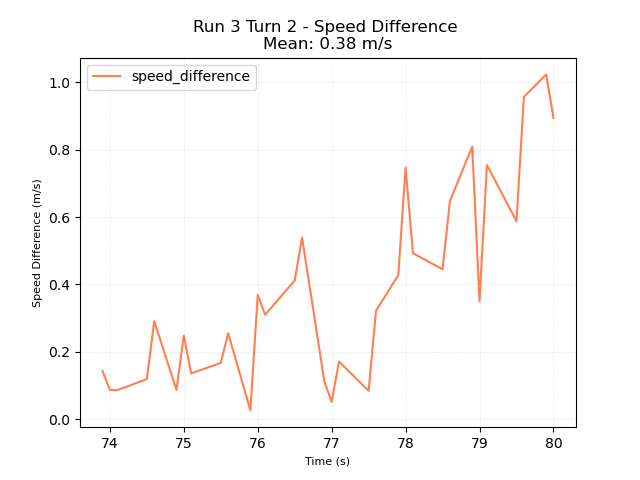 Run 3 Turn 2 - Speed Difference
Mean: 0.38 m/s
speed_difference
Speed Difference (m/s)
1.0
0.8
0.6
0.4
0.2
0.0
74 75 76 77 78 79 80
Time (s)